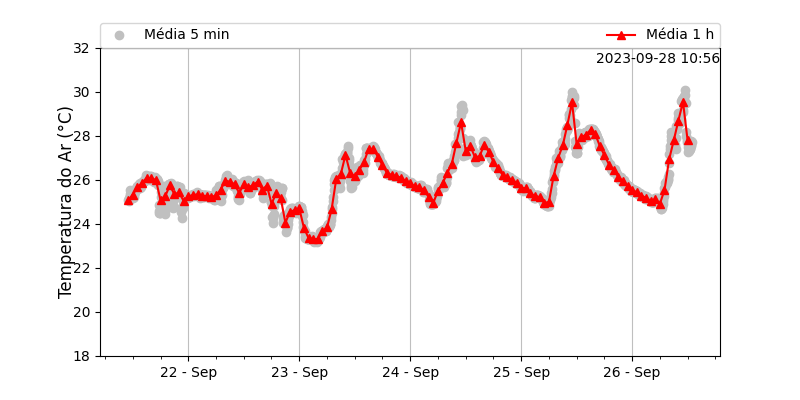 Média 5 min
Média 1 h
2023-09-28 10:56
Temperatura do Ar (°C)
32
30
28
26
24
22
20
18
22 - Sep
23 - Sep
24 - Sep
25 - Sep
26 - Sep